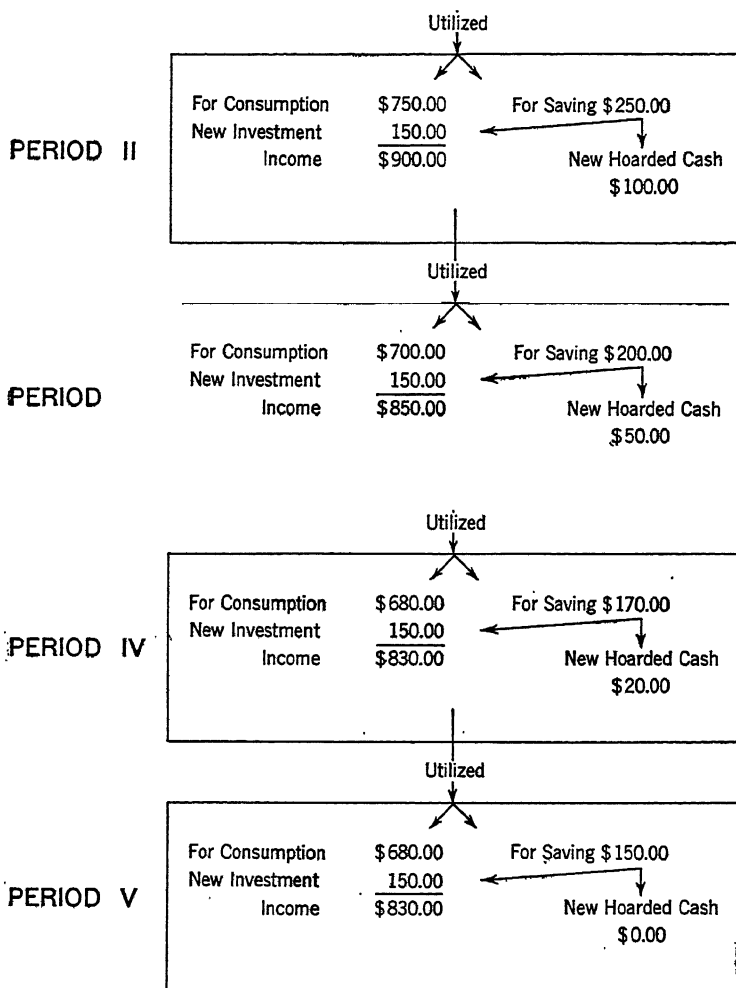 Utilized
For Consumption $750.00 For Saving $250.00
New Investment 150.00
PERIOD II
Income $900.00 New Hoarded Cash
$100.00
Utilized
For Consumption $700.00 For Saving $200.00
New Investment 150.00
PERIOD
Income $850.00 New Hoarded Cash
$50.00
Utilized
For Consumption $680.00 For Saving $170.00
New Investment 150.00
PERIOD IV
Income $830.00 New Hoarded Cash
$20.00
Utilized
For Consumption $680.00 For Saving $150.00
New Investment 150.00
PERIOD V
Income $830.00 New Hoarded Cash
$0.00